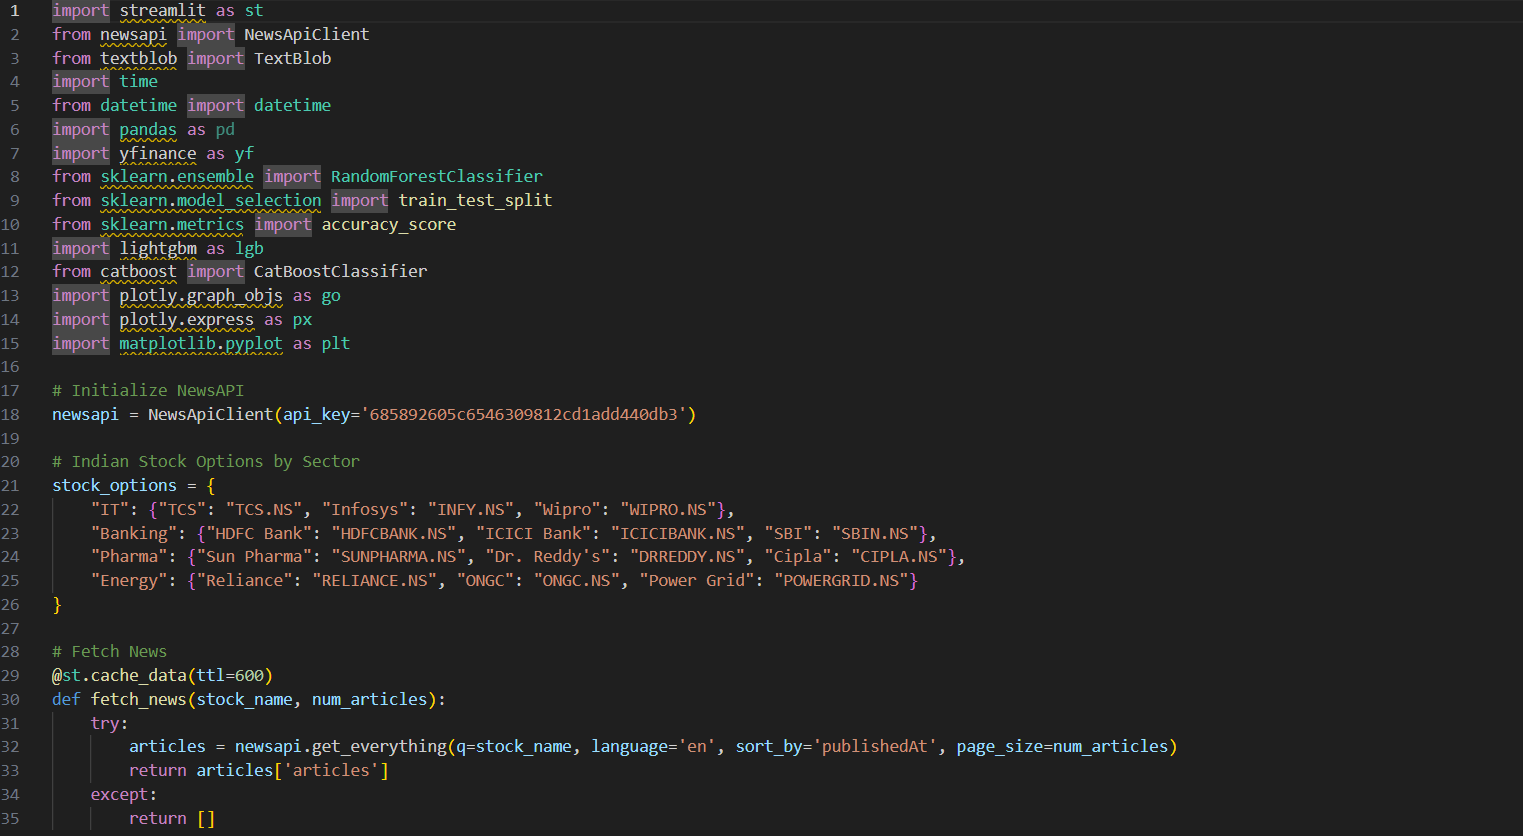 1 import streamlit as st
2 from newsapi import NewsApiClient
3 from textblob import TextBlob
4 import time
5 from datetime import datetime
6 import pandas as pd
7 import yfinance as yf
8 from sklearn.ensemble import RandomForestClassifier
9 from sklearn.model_selection import train_test_split
10 from sklearn.metrics import accuracy_score
11 import lightgbm as lgb
12 from catboost import CatBoostClassifier
13 import plotly.graph_objs as go
14 import plotly.express as px
15 import matplotlib.pyplot as plt
16
17 # Initialize NewsAPI
18 newsapi = NewsApiClient(api_key='685892605c6546309812cd1add440db3')
19
20 # Indian Stock Options by Sector
21 stock_options = {
22     "IT": {"TCS": "TCS.NS", "Infosys": "INFY.NS", "Wipro": "WIPRO.NS"},
23     "Banking": {"HDFC Bank": "HDFCBANK.NS", "ICICI Bank": "ICICIBANK.NS", "SBI": "SBIN.NS"},
24     "Pharma": {"Sun Pharma": "SUNPHARMA.NS", "Dr. Reddy's": "DRREDDY.NS", "Cipla": "CIPLA.NS"},
25     "Energy": {"Reliance": "RELIANCE.NS", "ONGC": "ONGC.NS", "Power Grid": "POWERGRID.NS"}
26 }
27
28 # Fetch News
29 @st.cache_data(ttl=600)
30 def fetch_news(stock_name, num_articles):
31     try:
32         articles = newsapi.get_everything(q=stock_name, language='en', sort_by='publishedAt', page_size=num_articles)
33         return articles['articles']
34     except:
35         return []